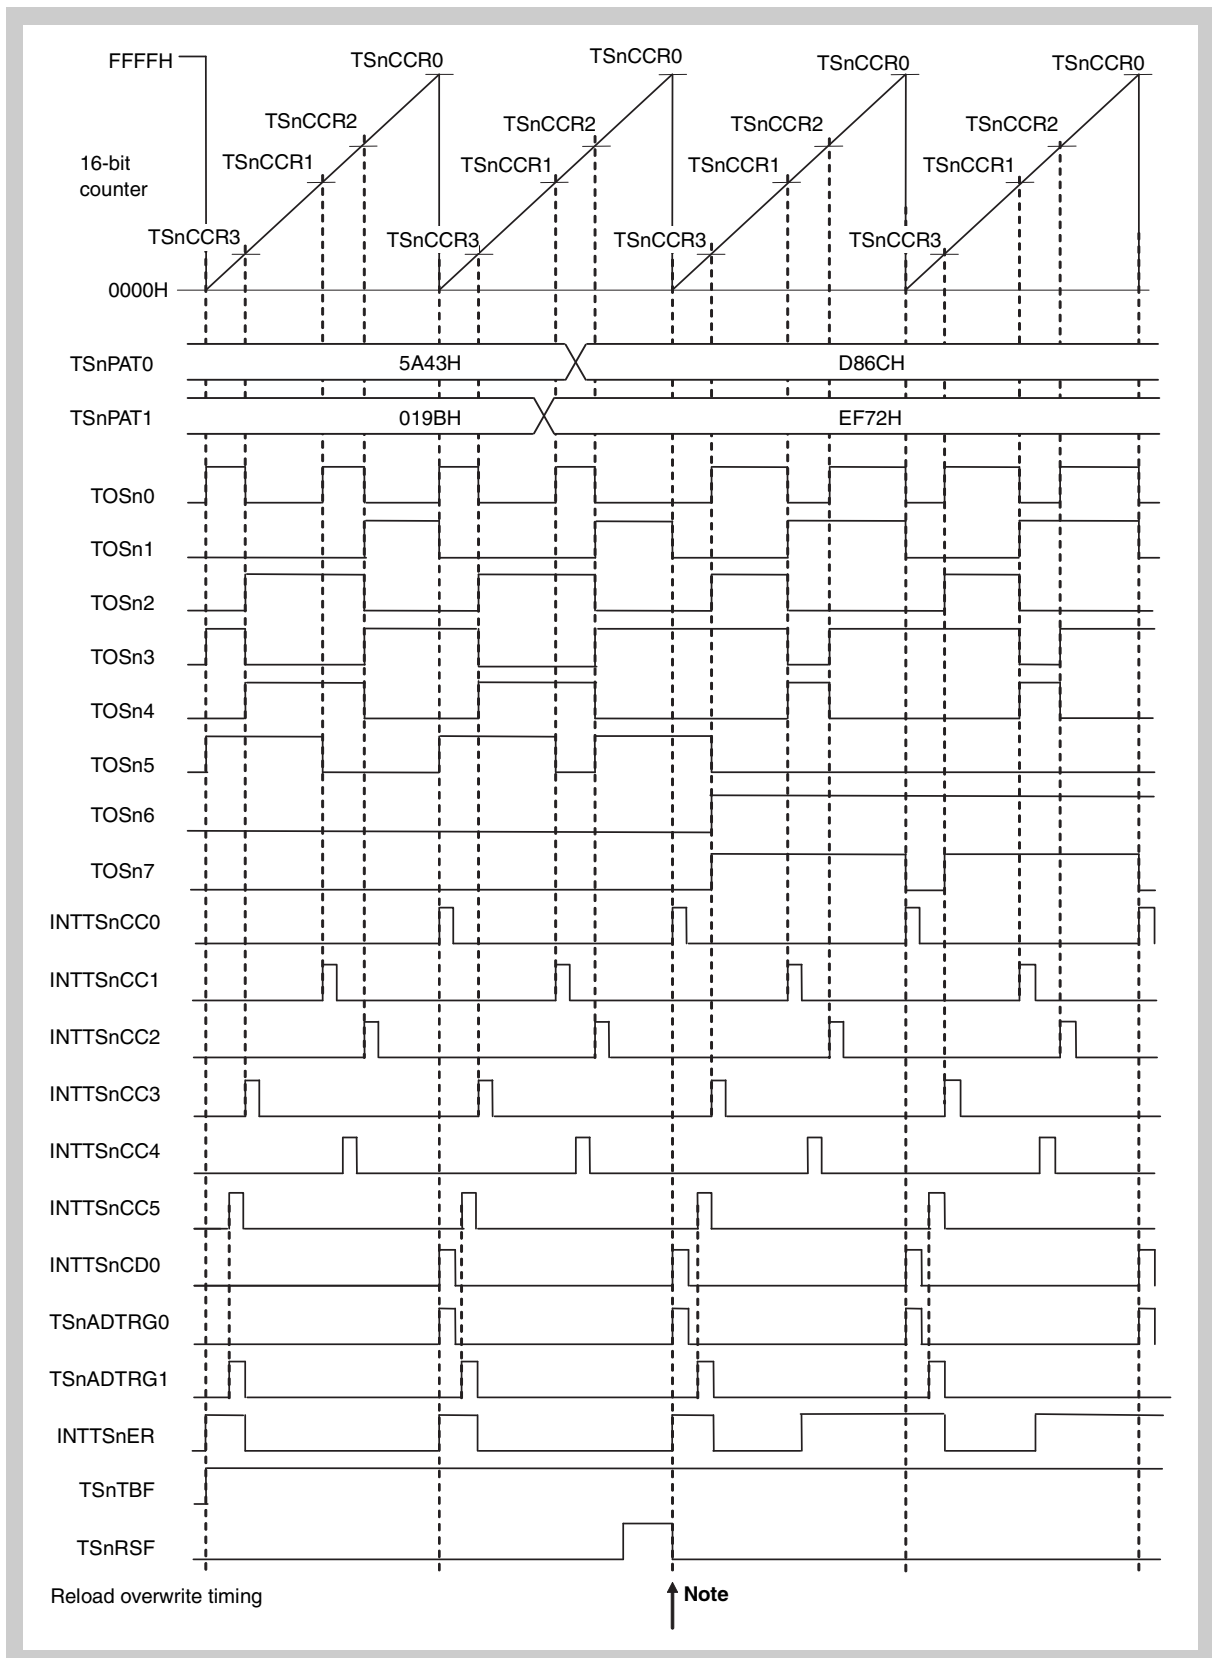 FFFFH
TSnCCR0 TSnCCR0 TSnCCR0 TSnCCR0
TSnCCR2 TSnCCR2 TSnCCR2 TSnCCR2
16-bit
counter
TSnCCR1 TSnCCR1 TSnCCR1 TSnCCR1
TSnCCR3 TSnCCR3 TSnCCR3 TSnCCR3
0000H
TSnPAT0 5A43H D86CH
TSnPAT1 019BH EF72H
TOSn0
TOSn1
TOSn2
TOSn3
TOSn4
TOSn5
TOSn6
TOSn7
INTTSnCC0
INTTSnCC1
INTTSnCC2
INTTSnCC3
INTTSnCC4
INTTSnCC5
INTTSnCD0
TSnADTRG0
TSnADTRG1
INTTSnER
TSnTBF
TSnRSF
Reload overwrite timing Note